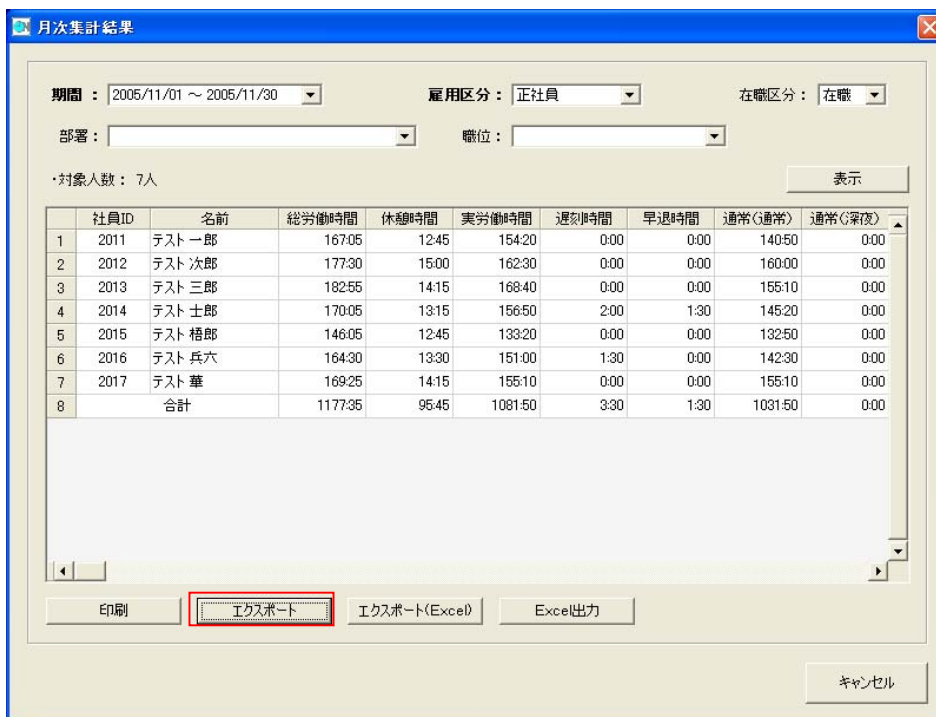 月次集計結果
期間 : 2005/11/01 ～ 2005/11/30 雇用区分 : 正社員 在職区分 : 在職
部署 : 職位 :
・対象人数 : 7人 表示
社員ID 名前 総労働時間 休憩時間 実労働時間 遅刻時間 早退時間 通常(通常) 通常(深夜)
1 2011 テスト 一郎 167:05 12:45 154:20 0:00 0:00 140:50 0:00
2 2012 テスト 次郎 177:30 15:00 162:30 0:00 0:00 160:00 0:00
3 2013 テスト 三郎 182:55 14:15 168:40 0:00 0:00 155:10 0:00
4 2014 テスト 士郎 170:05 13:15 156:50 2:00 1:30 145:20 0:00
5 2015 テスト 梧郎 146:05 12:45 133:20 0:00 0:00 132:50 0:00
6 2016 テスト 兵六 164:30 13:30 151:00 1:30 0:00 142:30 0:00
7 2017 テスト 華 169:25 14:15 155:10 0:00 0:00 155:10 0:00
8 合計 1177:35 95:45 1081:50 3:30 1:30 1031:50 0:00
印刷 エクスポート エクスポート(Excel) Excel出力
キャンセル